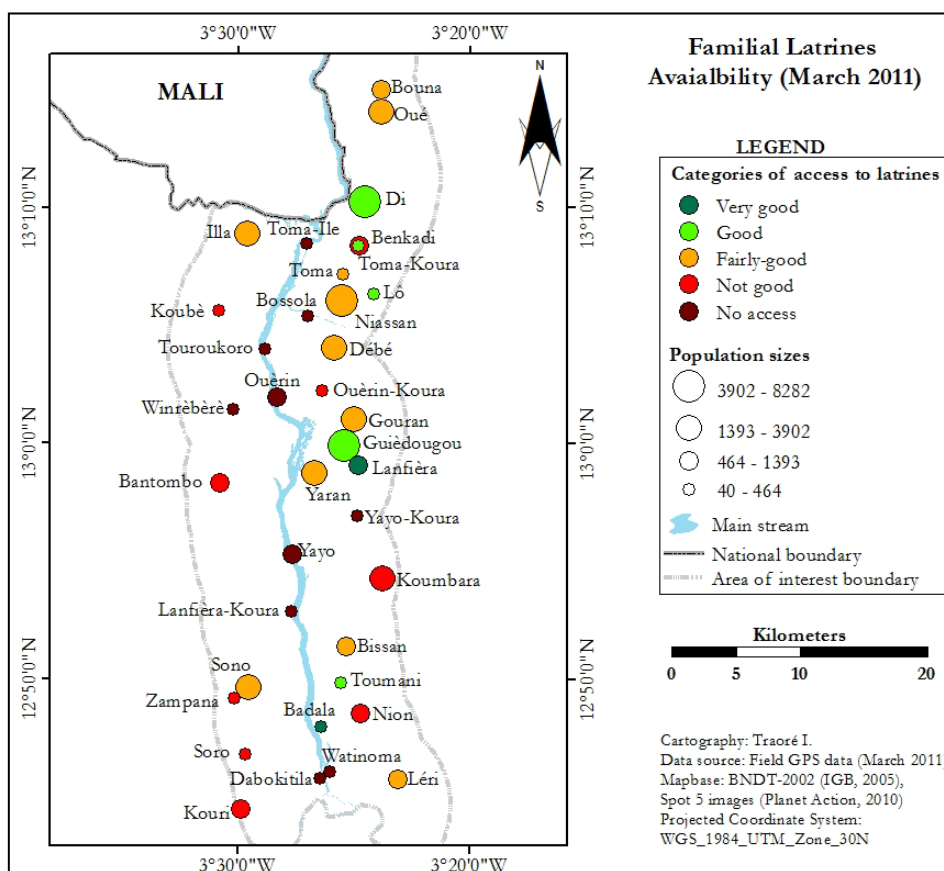 3°30'0"W
3°20'0"W
MALI
Bouna
Ouè
13°10'0"N
Di
Illa
Toma-Ile
Benkadi
Toma-Koura
Toma
Lô
Koubè
Bossola
Niassan
Touroukoro
Dèbé
Ouèrin
Ouèrin-Koura
Winrèbèrè
Gouran
13°0'0"N
Guièdougou
Lanfièra
Bantombo
Yaran
Yayo-Koura
Yayo
Koumbara
Lanfièra-Koura
Bissan
12°50'0"N
Sono
Toumani
Zampana
Badala
Nion
Soro
Watinoma
Dabokitila
Léri
Kouri
3°30'0"W
3°20'0"W
13°10'0"N
13°0'0"N
12°50'0"N
Familial Latrines
Avaialbility (March 2011)
N
S
LEGEND
Categories of access to latrines
Very good
Good
Fairly-good
Not good
No access
Population sizes
3902 - 8282
1393 - 3902
464 - 1393
40 - 464
Main stream
National boundary
Area of interest boundary
Kilometers
0 5 10 20
Cartography: Traoré I.
Data source: Field GPS data (March 2011)
Mapbase: BNDT-2002 (IGB, 2005),
Spot 5 images (Planet Action, 2010)
Projected Coordinate System:
WGS_1984_UTM_Zone_30N